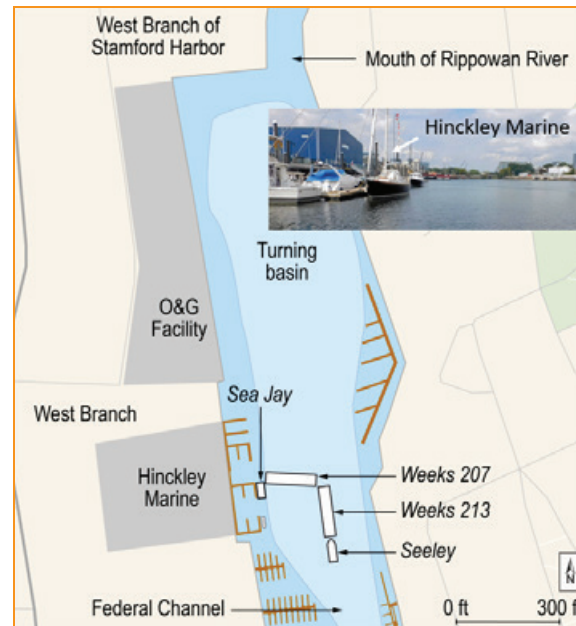 West Branch of
Stamford Harbor
Mouth of Rippowan River
Hinckley Marine
Turning
basin
O&G
Facility
Sea Jay
West Branch
Hinckley
Marine
Weeks 207
Weeks 213
Seeley
Federal Channel
0 ft 300 f
N